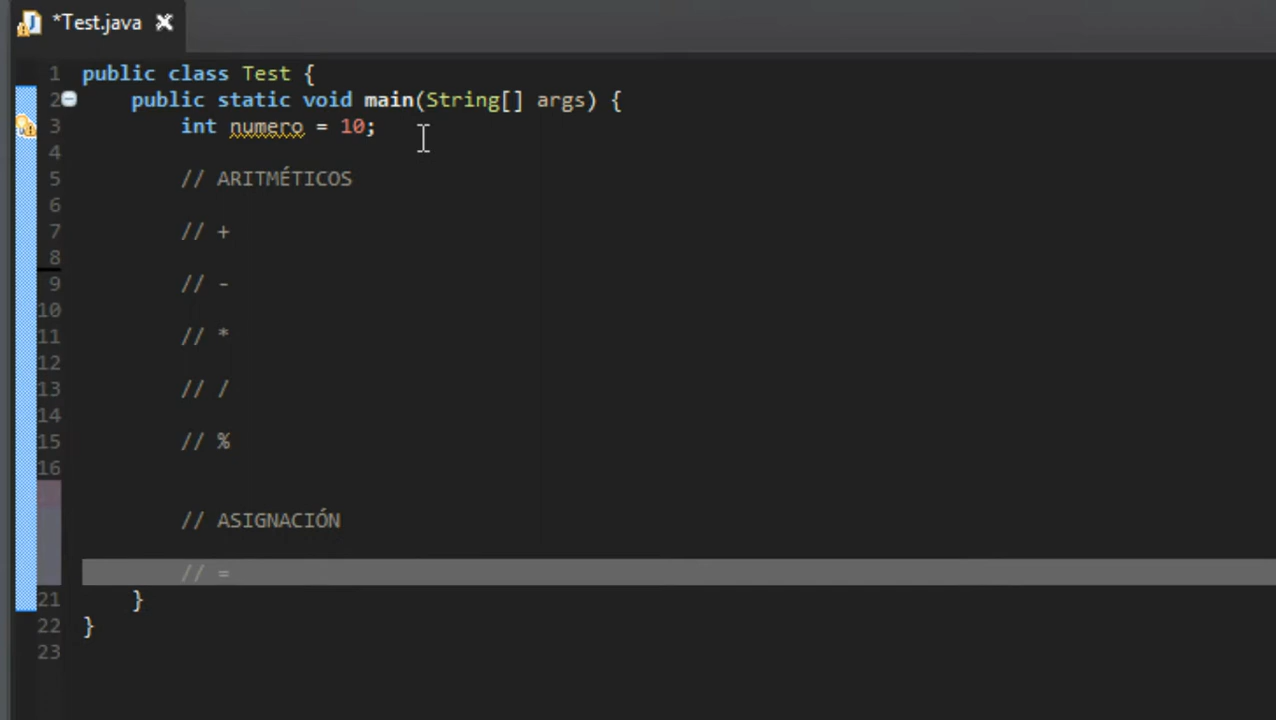 *Test.java
1 public class Test {
2 public static void main(String[] args) {
3 int numero = 10;
4
5 // ARITMÉTICOS
6
7 // +
8
9 // -
10
11 // *
12
13 // /
14
15 // %
16
// ASIGNACIÓN
// =
21 }
22 }
23